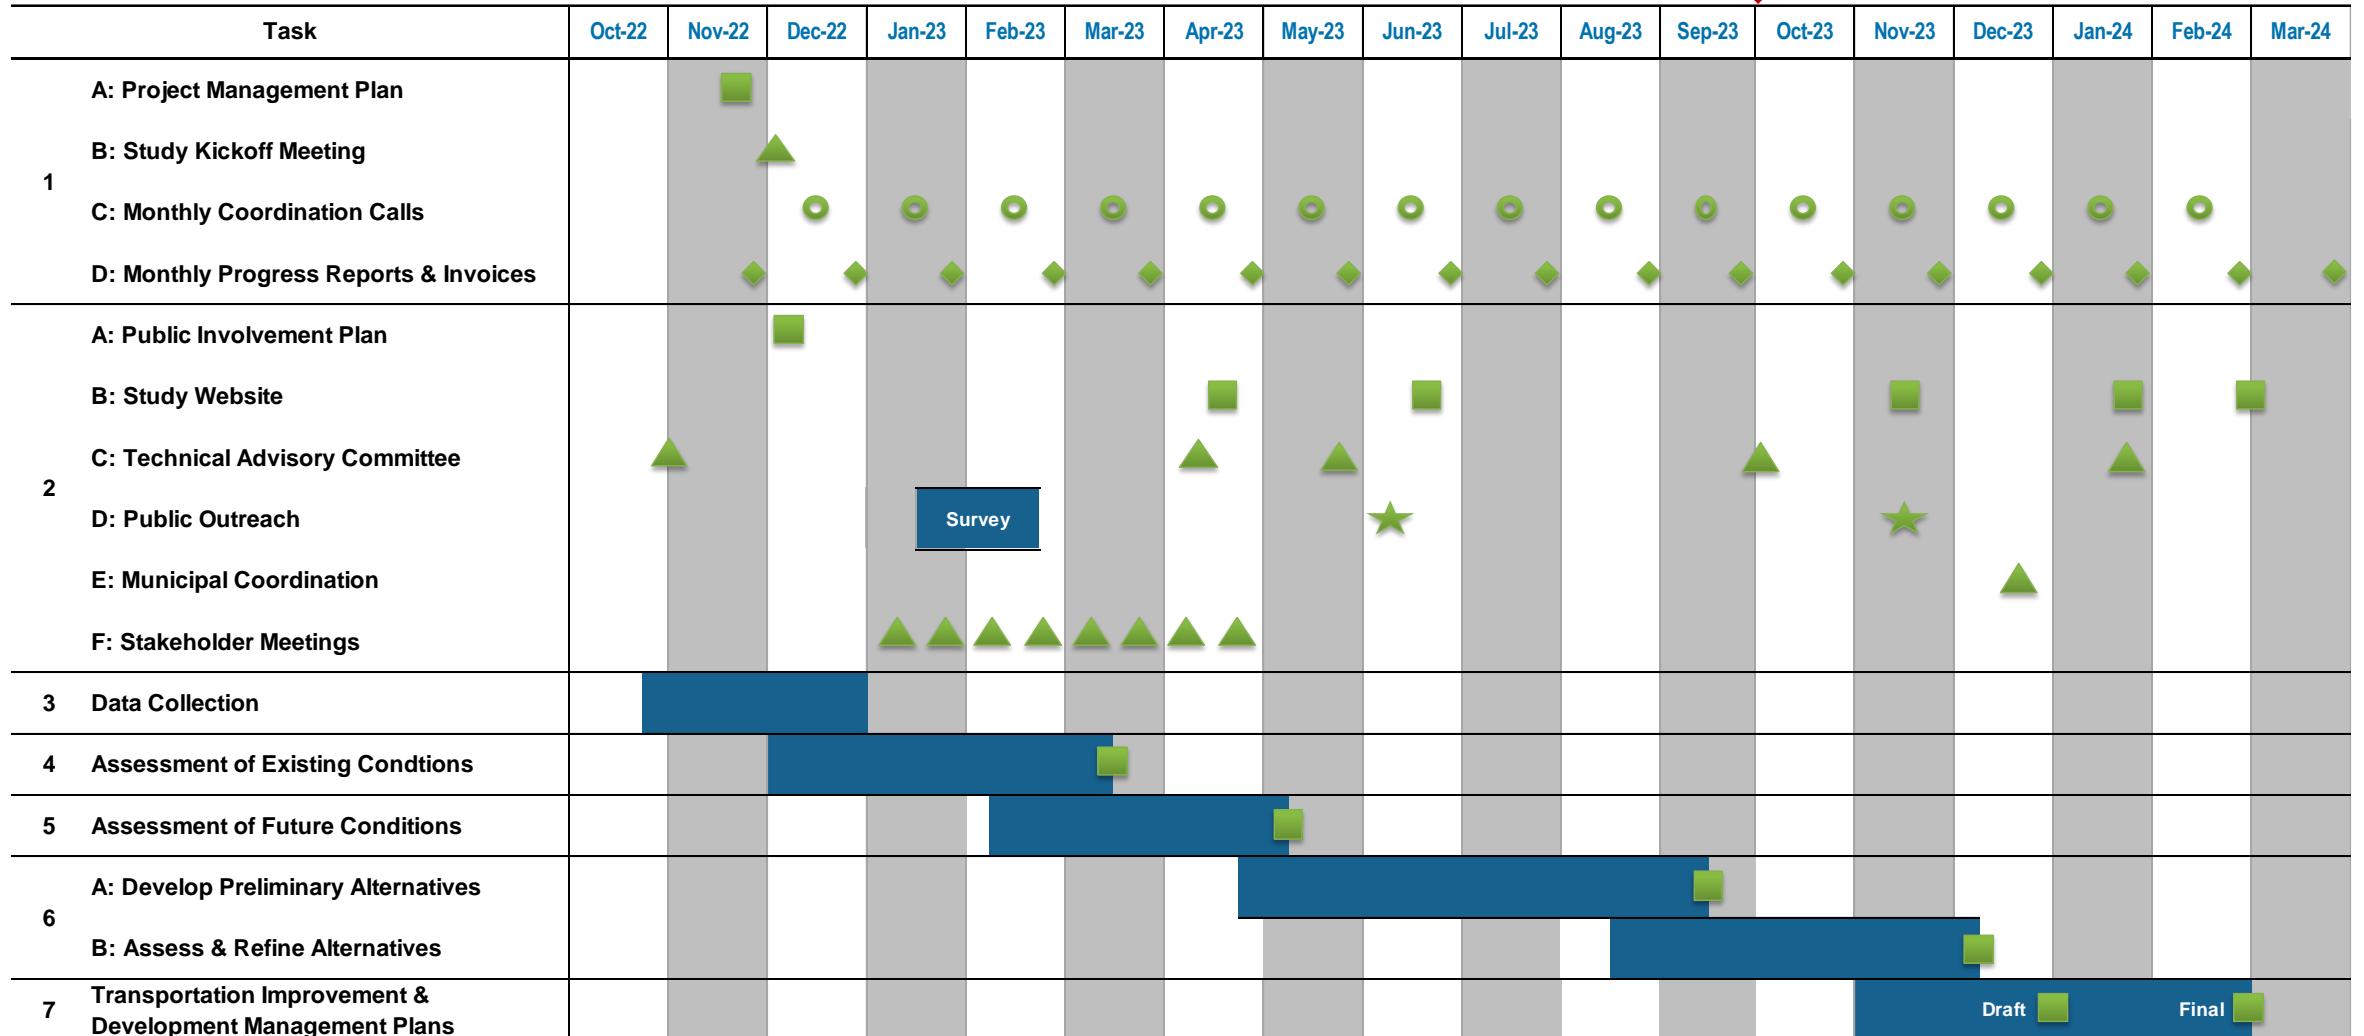 Task Oct-22 Nov-22 Dec-22 Jan-23 Feb-23 Mar-23 Apr-23 May-23 Jun-23 Jul-23 Aug-23 Sep-23 Oct-23 Nov-23 Dec-23 Jan-24 Feb-24 Mar-24
1
A: Project Management Plan
B: Study Kickoff Meeting
C: Monthly Coordination Calls
D: Monthly Progress Reports & Invoices
2
A: Public Involvement Plan
B: Study Website
C: Technical Advisory Committee
D: Public Outreach Survey
E: Municipal Coordination
F: Stakeholder Meetings
3 Data Collection
4 Assessment of Existing Condtions
5 Assessment of Future Conditions
6
A: Develop Preliminary Alternatives
B: Assess & Refine Alternatives
7
Transportation Improvement &
Development Management Plans
Draft Final